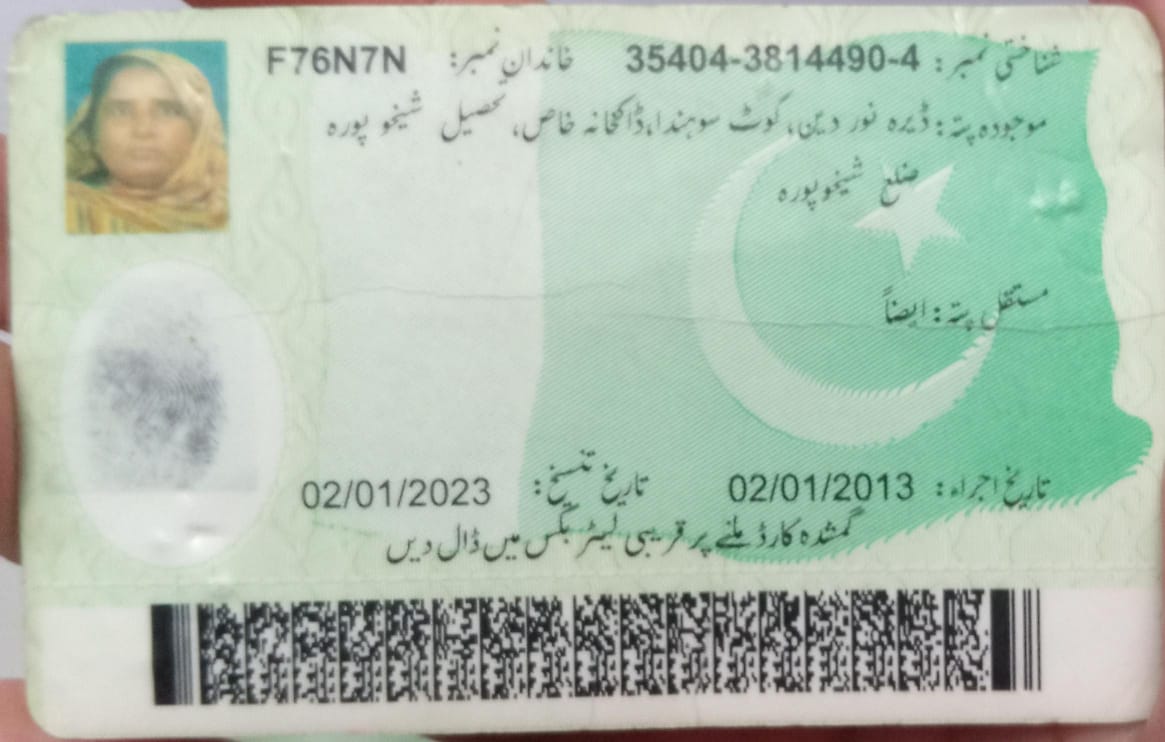 شناختی نمبر: 35404-3814490-4 خاندان نمبر: F76N7N
موجودہ پتہ: ڈیرہ نور دین، کوٹ سوہندا، ڈاکخانہ خاص، تحصیل شیخوپورہ
ضلع شیخوپورہ
مستقل پتہ: ایضاً
تاریخ اجراء: 02/01/2013 تاریخ تنسیخ: 02/01/2023
گمشدہ کارڈ ملنے پر قریبی لیٹر بکس میں ڈال دیں